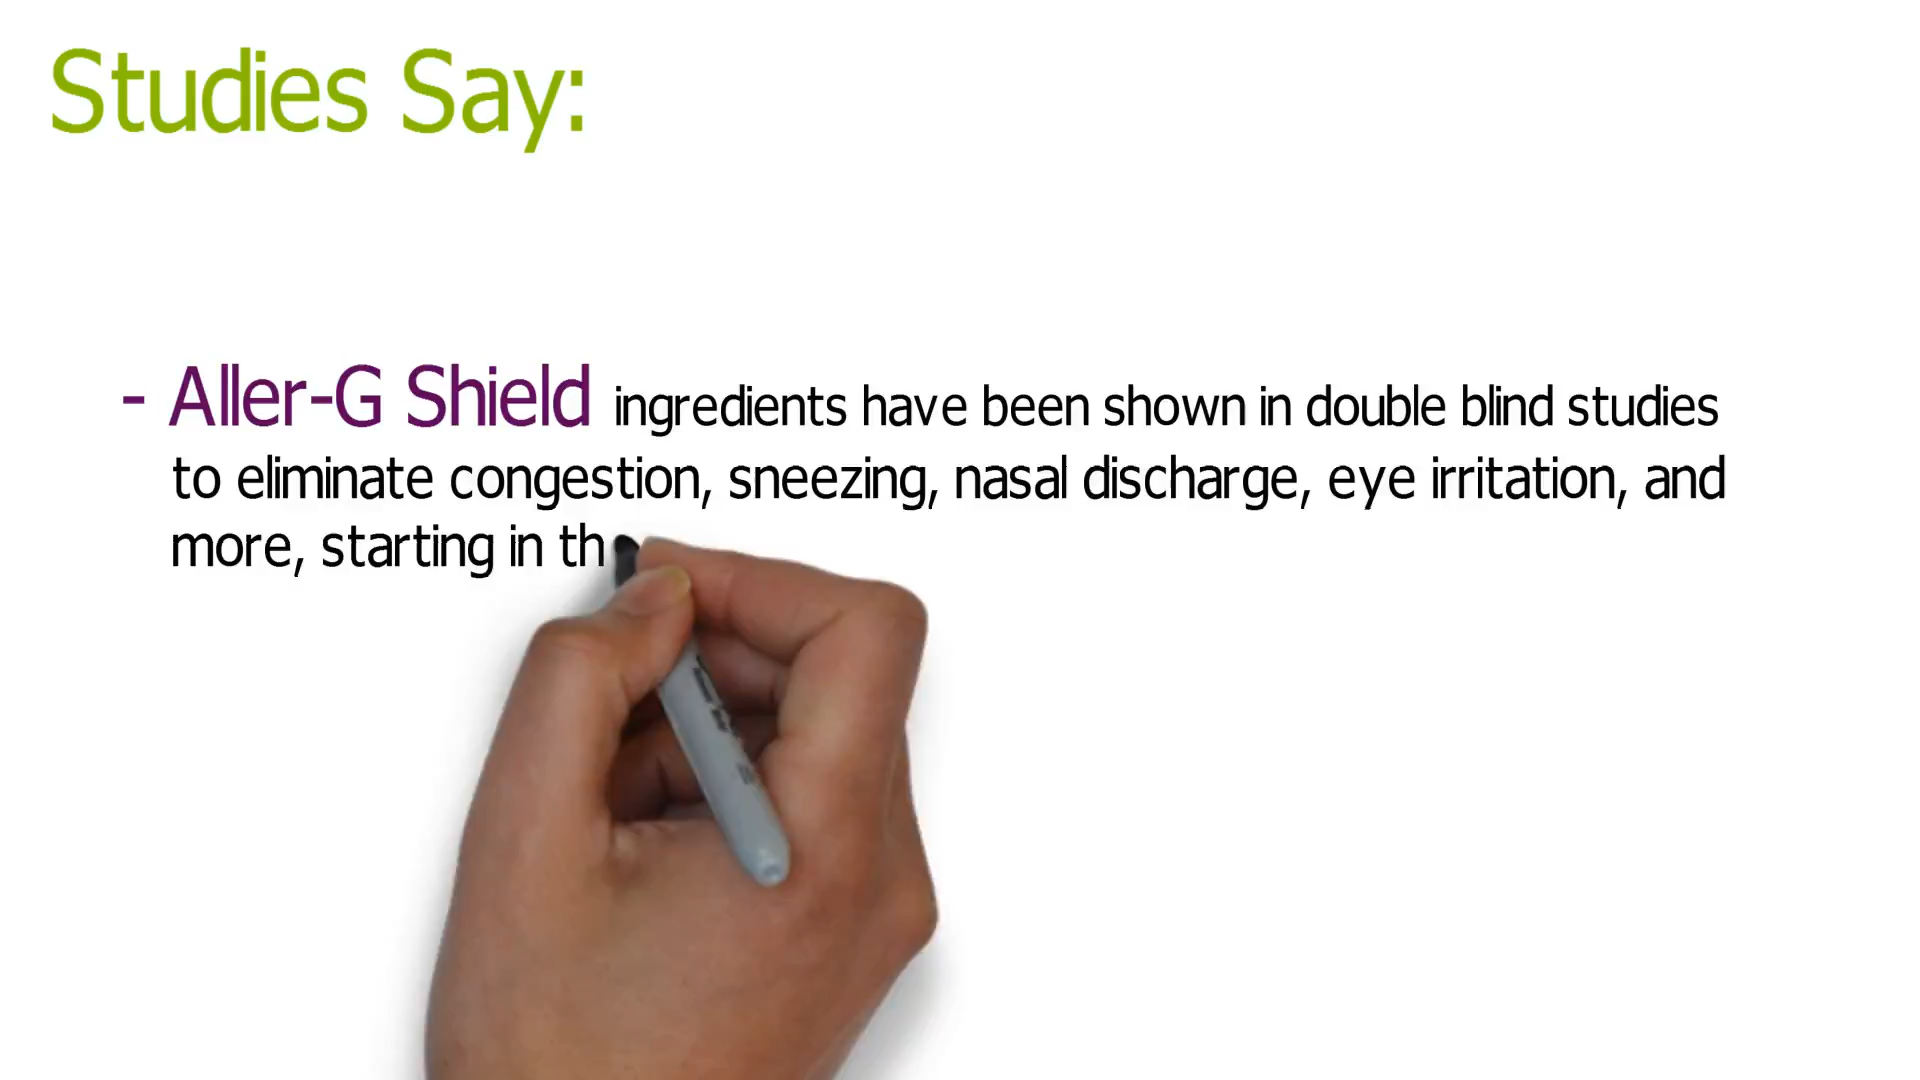 Studies Say:
- Aller-G Shield ingredients have been shown in double blind studies
to eliminate congestion, sneezing, nasal discharge, eye irritation, and
more, starting in th